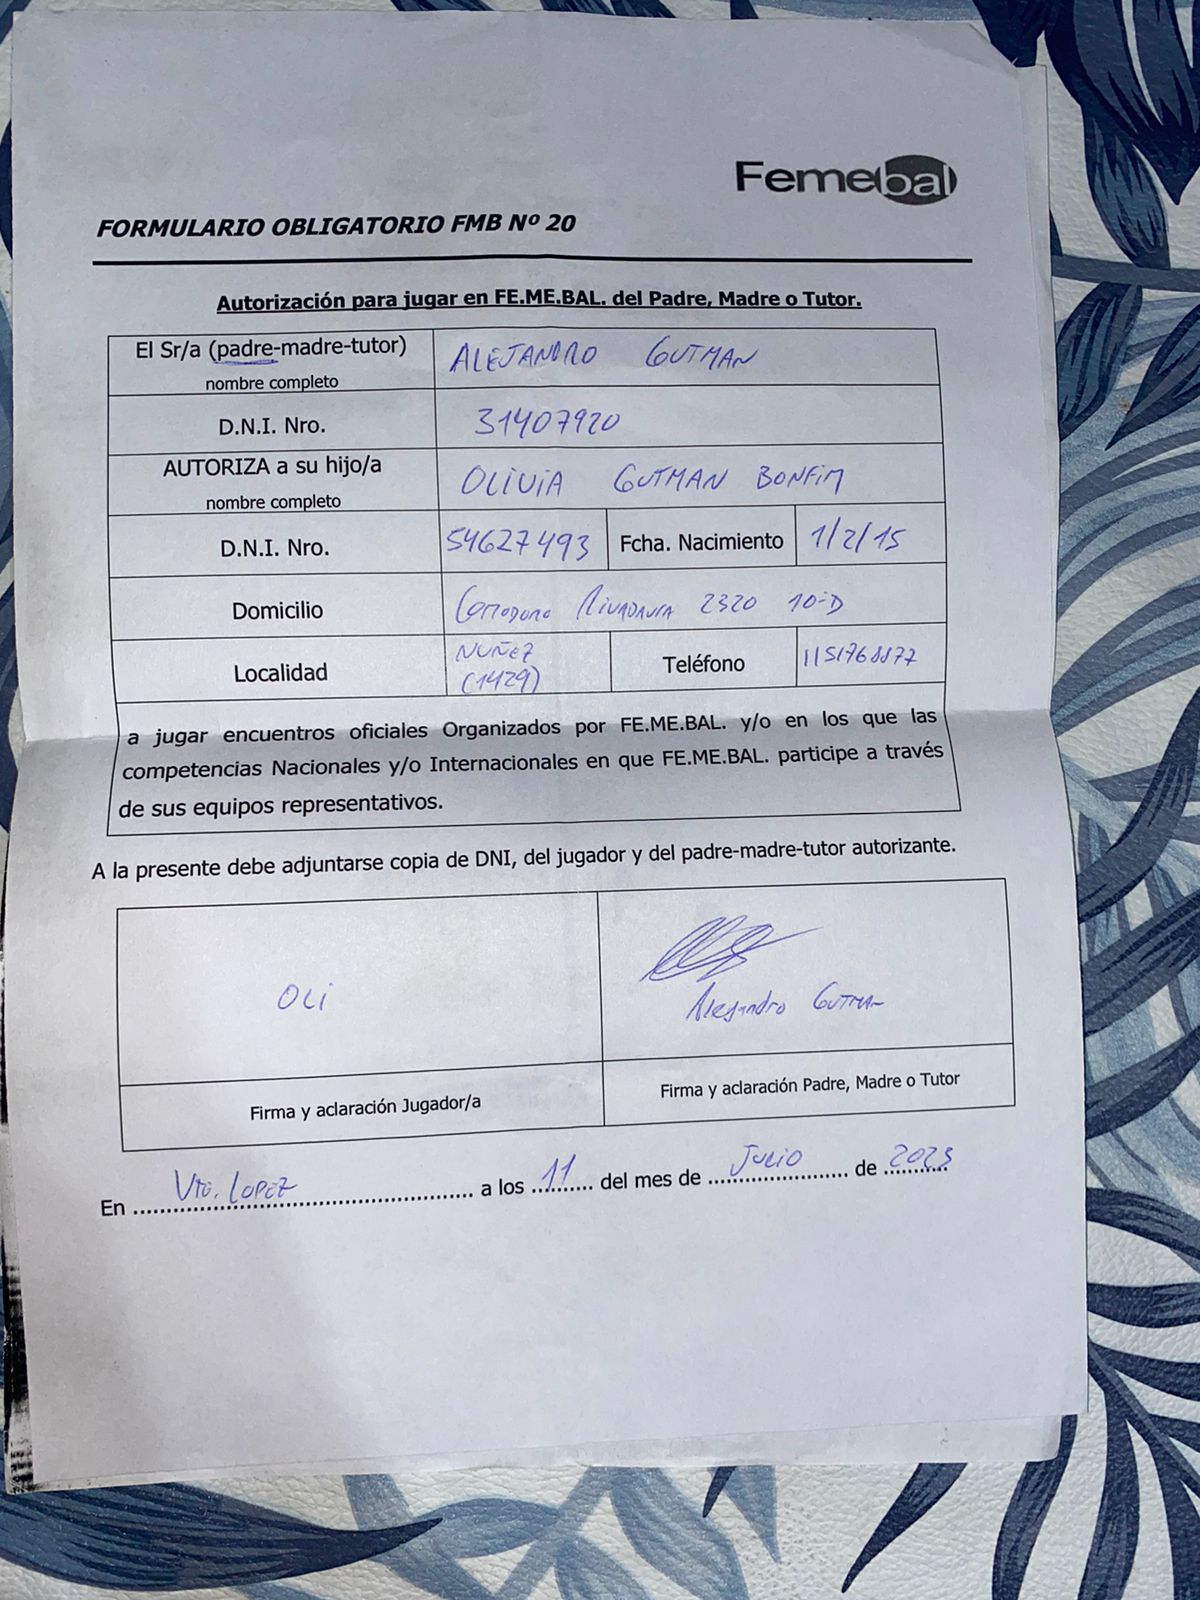 Femebal
FORMULARIO OBLIGATORIO FMB Nº 20
Autorización para jugar en FE.ME.BAL. del Padre, Madre o Tutor.
El Sr/a (padre-madre-tutor) ALEJANDRO GUTMAN
nombre completo
D.N.I. Nro. 31407920
AUTORIZA a su hijo/a OLIVIA GUTMAN BONFIM
nombre completo
D.N.I. Nro. 54627493 Fcha. Nacimiento 1/2/15
Domicilio Comodoro Rivadavia 2320 10-D
Localidad NUÑEZ (1429) Teléfono 1151768877
a jugar encuentros oficiales Organizados por FE.ME.BAL. y/o en los que las
competencias Nacionales y/o Internacionales en que FE.ME.BAL. participe a través
de sus equipos representativos.
A la presente debe adjuntarse copia de DNI, del jugador y del padre-madre-tutor autorizante.
OLI Alejandro GUTMAN
Firma y aclaración Jugador/a Firma y aclaración Padre, Madre o Tutor
En Vte. LOPEZ a los 11 del mes de JULIO de 2023